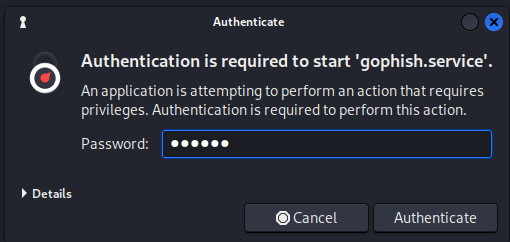 Authenticate
Authentication is required to start 'gophish.service'.
An application is attempting to perform an action that requires
privileges. Authentication is required to perform this action.
Password: ●●●●●●
Details
Cancel Authenticate